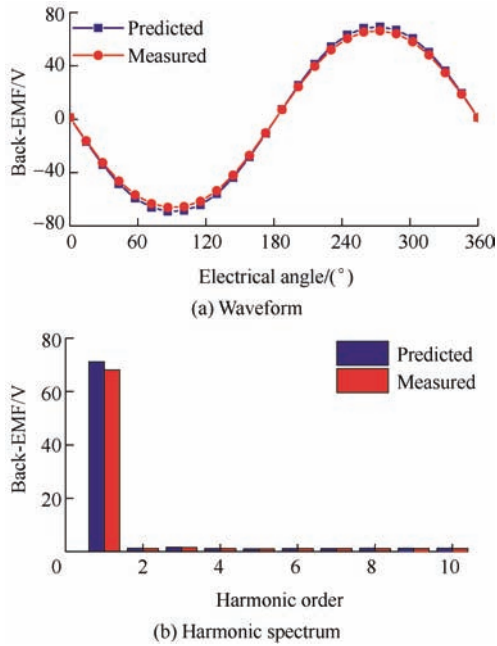 80
Predicted
Measured
40
0
−40
−80
Back-EMF/V
0 60 120 180 240 300 360
Electrical angle/(°)
(a) Waveform
80
Predicted
Measured
60
40
20
Back-EMF/V
0 2 4 6 8 10
Harmonic order
(b) Harmonic spectrum